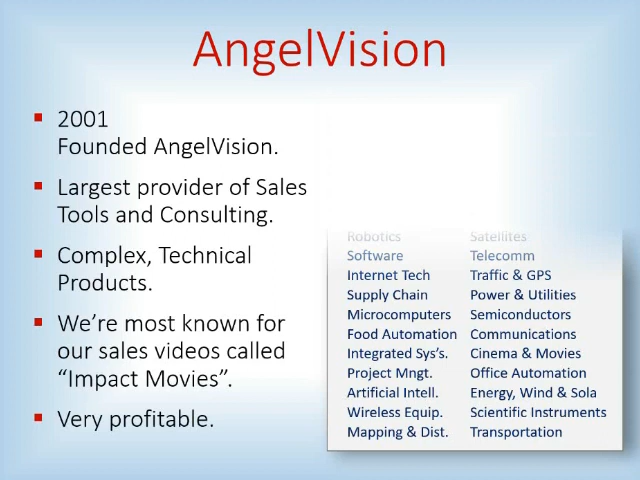 AngelVision
▪ 2001
Founded AngelVision.
▪ Largest provider of Sales
Tools and Consulting.
▪ Complex, Technical
Products.
▪ We're most known for
our sales videos called
“Impact Movies”.
▪ Very profitable.
Robotics Satellites
Software Telecomm
Internet Tech Traffic & GPS
Supply Chain Power & Utilities
Microcomputers Semiconductors
Food Automation Communications
Integrated Sys's. Cinema & Movies
Project Mngt. Office Automation
Artificial Intell. Energy, Wind & Sola
Wireless Equip. Scientific Instruments
Mapping & Dist. Transportation